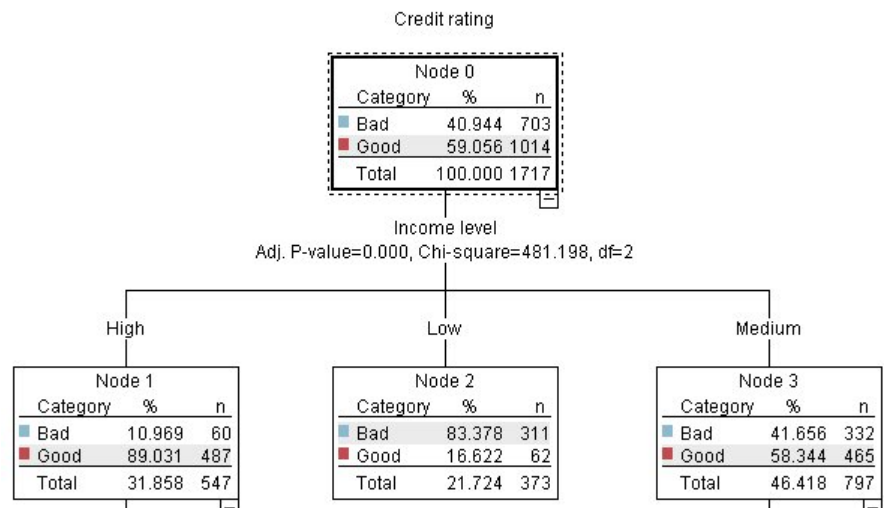 Credit rating
Node 0
Category % n
Bad 40.944 703
Good 59.056 1014
Total 100.000 1717
Income level
Adj. P-value=0.000, Chi-square=481.198, df=2
High
Low
Medium
Node 1
Category % n
Bad 10.969 60
Good 89.031 487
Total 31.858 547
Node 2
Category % n
Bad 83.378 311
Good 16.622 62
Total 21.724 373
Node 3
Category % n
Bad 41.656 332
Good 58.344 465
Total 46.418 797